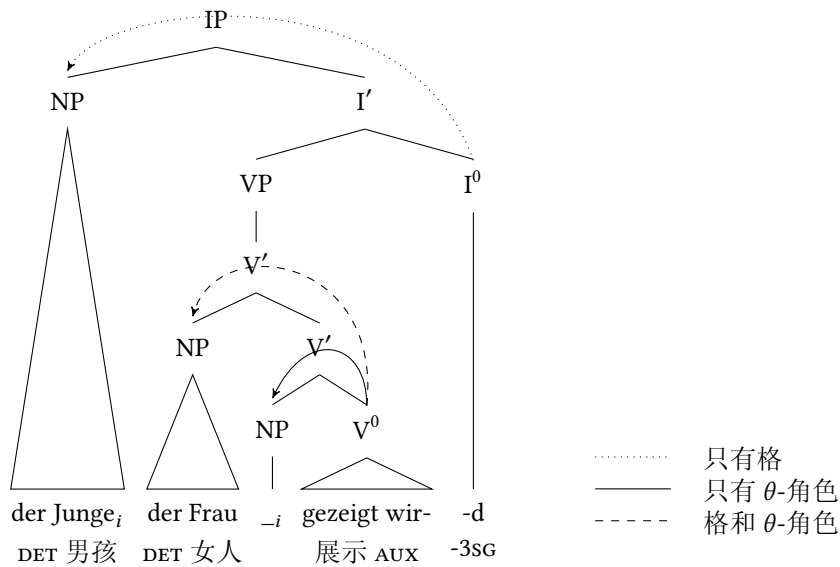 IP
NP I′
VP I⁰
V′
NP V′
NP V⁰
der Jungeᵢ der Frau _ᵢ gezeigt wir- -d
DET 男孩 DET 女人 展示 AUX -3SG
只有格
只有 θ-角色
格和 θ-角色